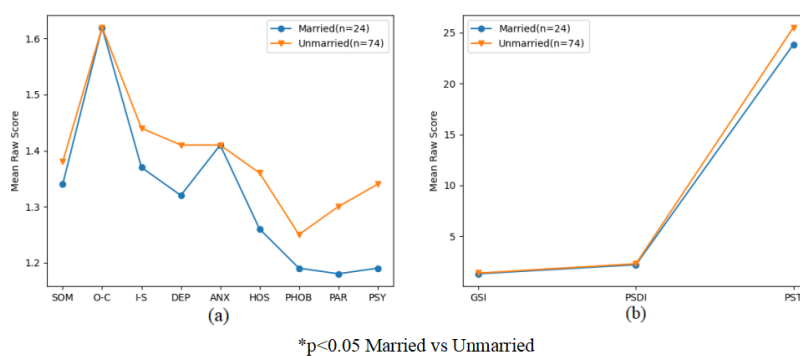 Married(n=24)
Unmarried(n=74)
Mean Raw Score
1.6
1.5
1.4
1.3
1.2
SOM O-C I-S DEP ANX HOS PHOB PAR PSY
(a)
Married(n=24)
Unmarried(n=74)
Mean Raw Score
25
20
15
10
5
GSI PSDI PST
(b)
*p<0.05 Married vs Unmarried